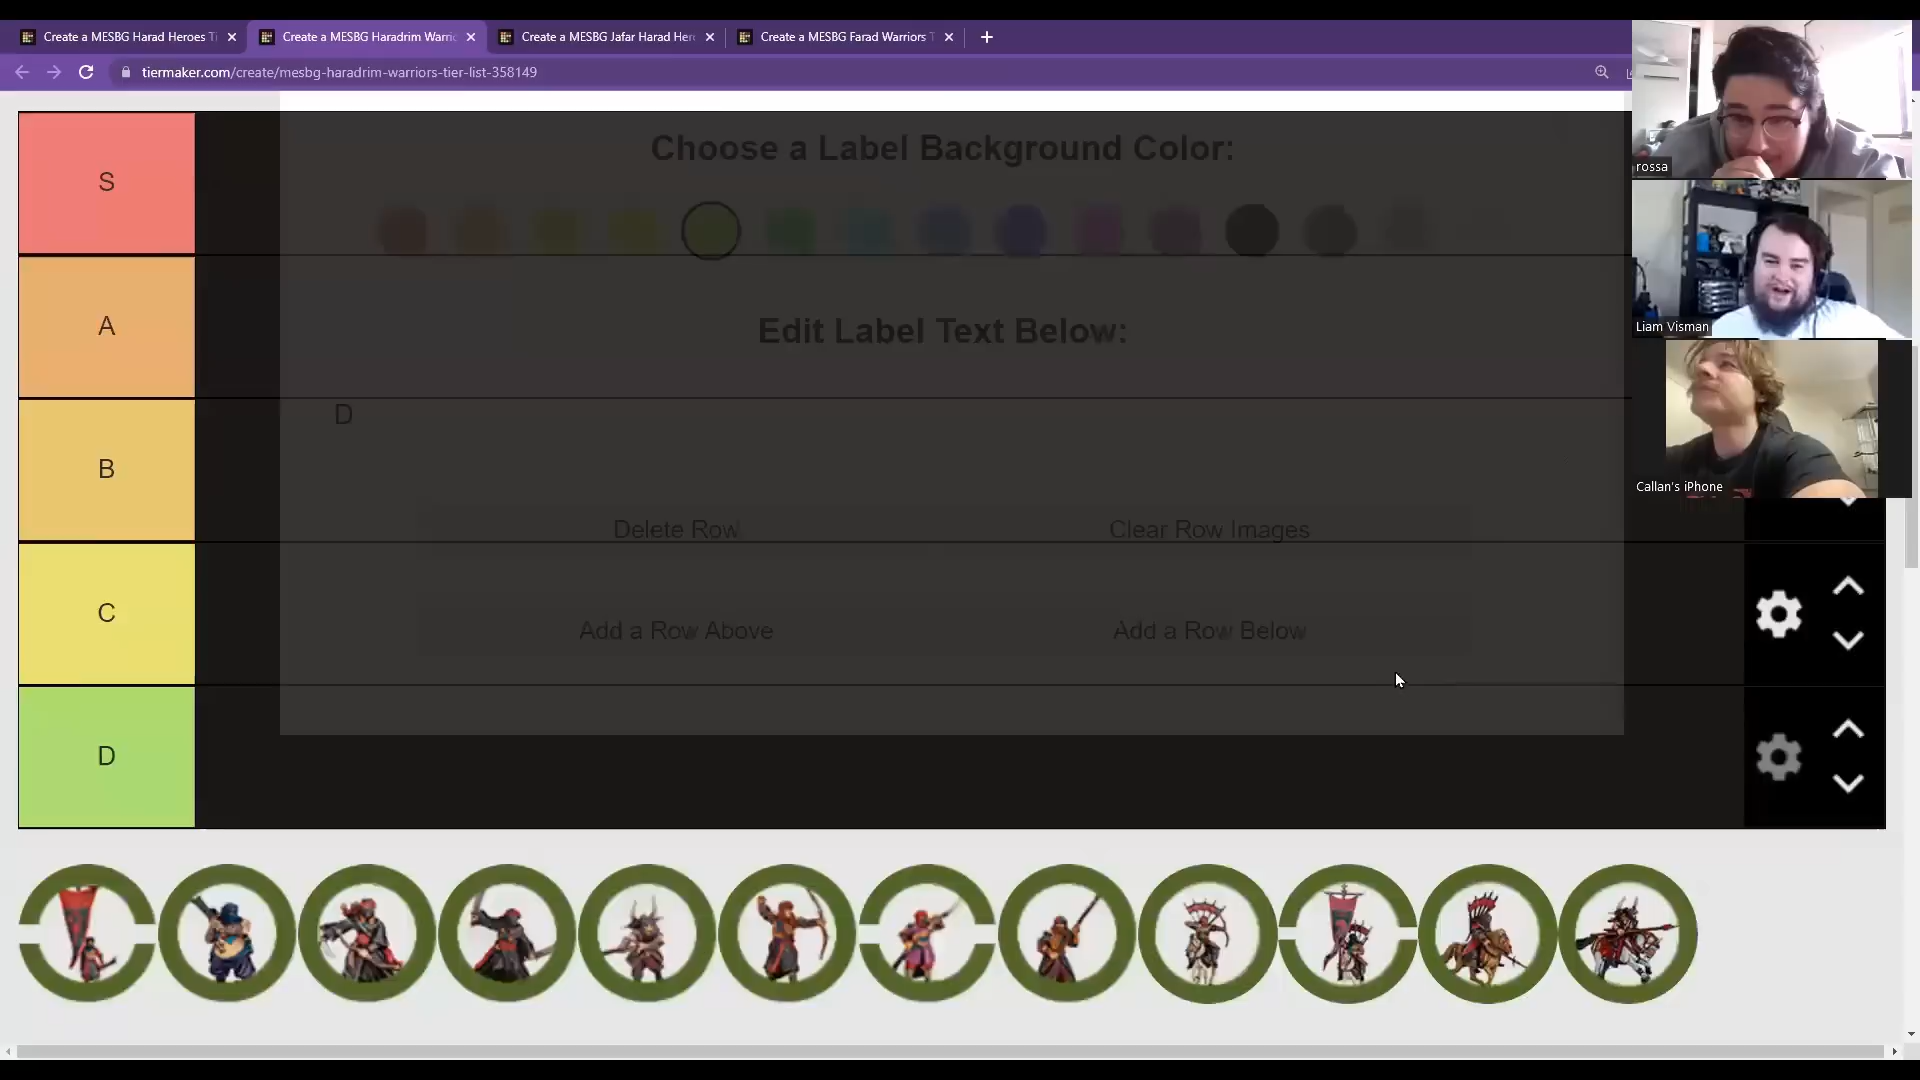 Create a MESBG Harad Heroes Ti
Create a MESBG Haradrim Warric
Create a MESBG Jafar Harad Her
Create a MESBG Farad Warriors T
tiermaker.com/create/mesbg-haradrim-warriors-tier-list-358149
rossa
Liam Visman
Callan's iPhone
Choose a Label Background Color:
S
A
Edit Label Text Below:
D
B
Delete Row
Clear Row Images
C
Add a Row Above
Add a Row Below
D